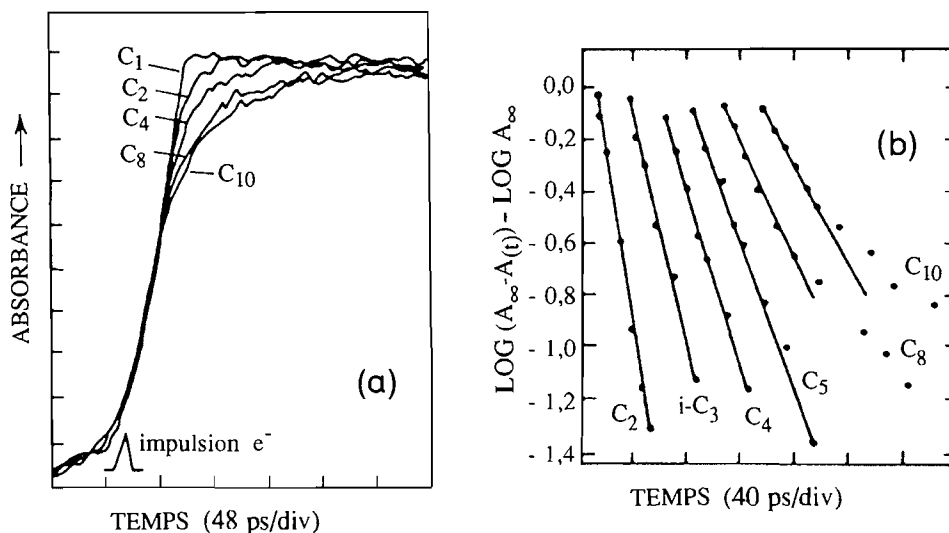 C1
C2
C4
C8
C10
ABSORBANCE
(a)
impulsion e-
TEMPS (48 ps/div)
LOG (A∞-A(t)) - LOG A∞
0,0
- 0,2
- 0,4
- 0,6
- 0,8
- 1,0
- 1,2
- 1,4
(b)
C10
C8
C5
C4
i-C3
C2
TEMPS (40 ps/div)